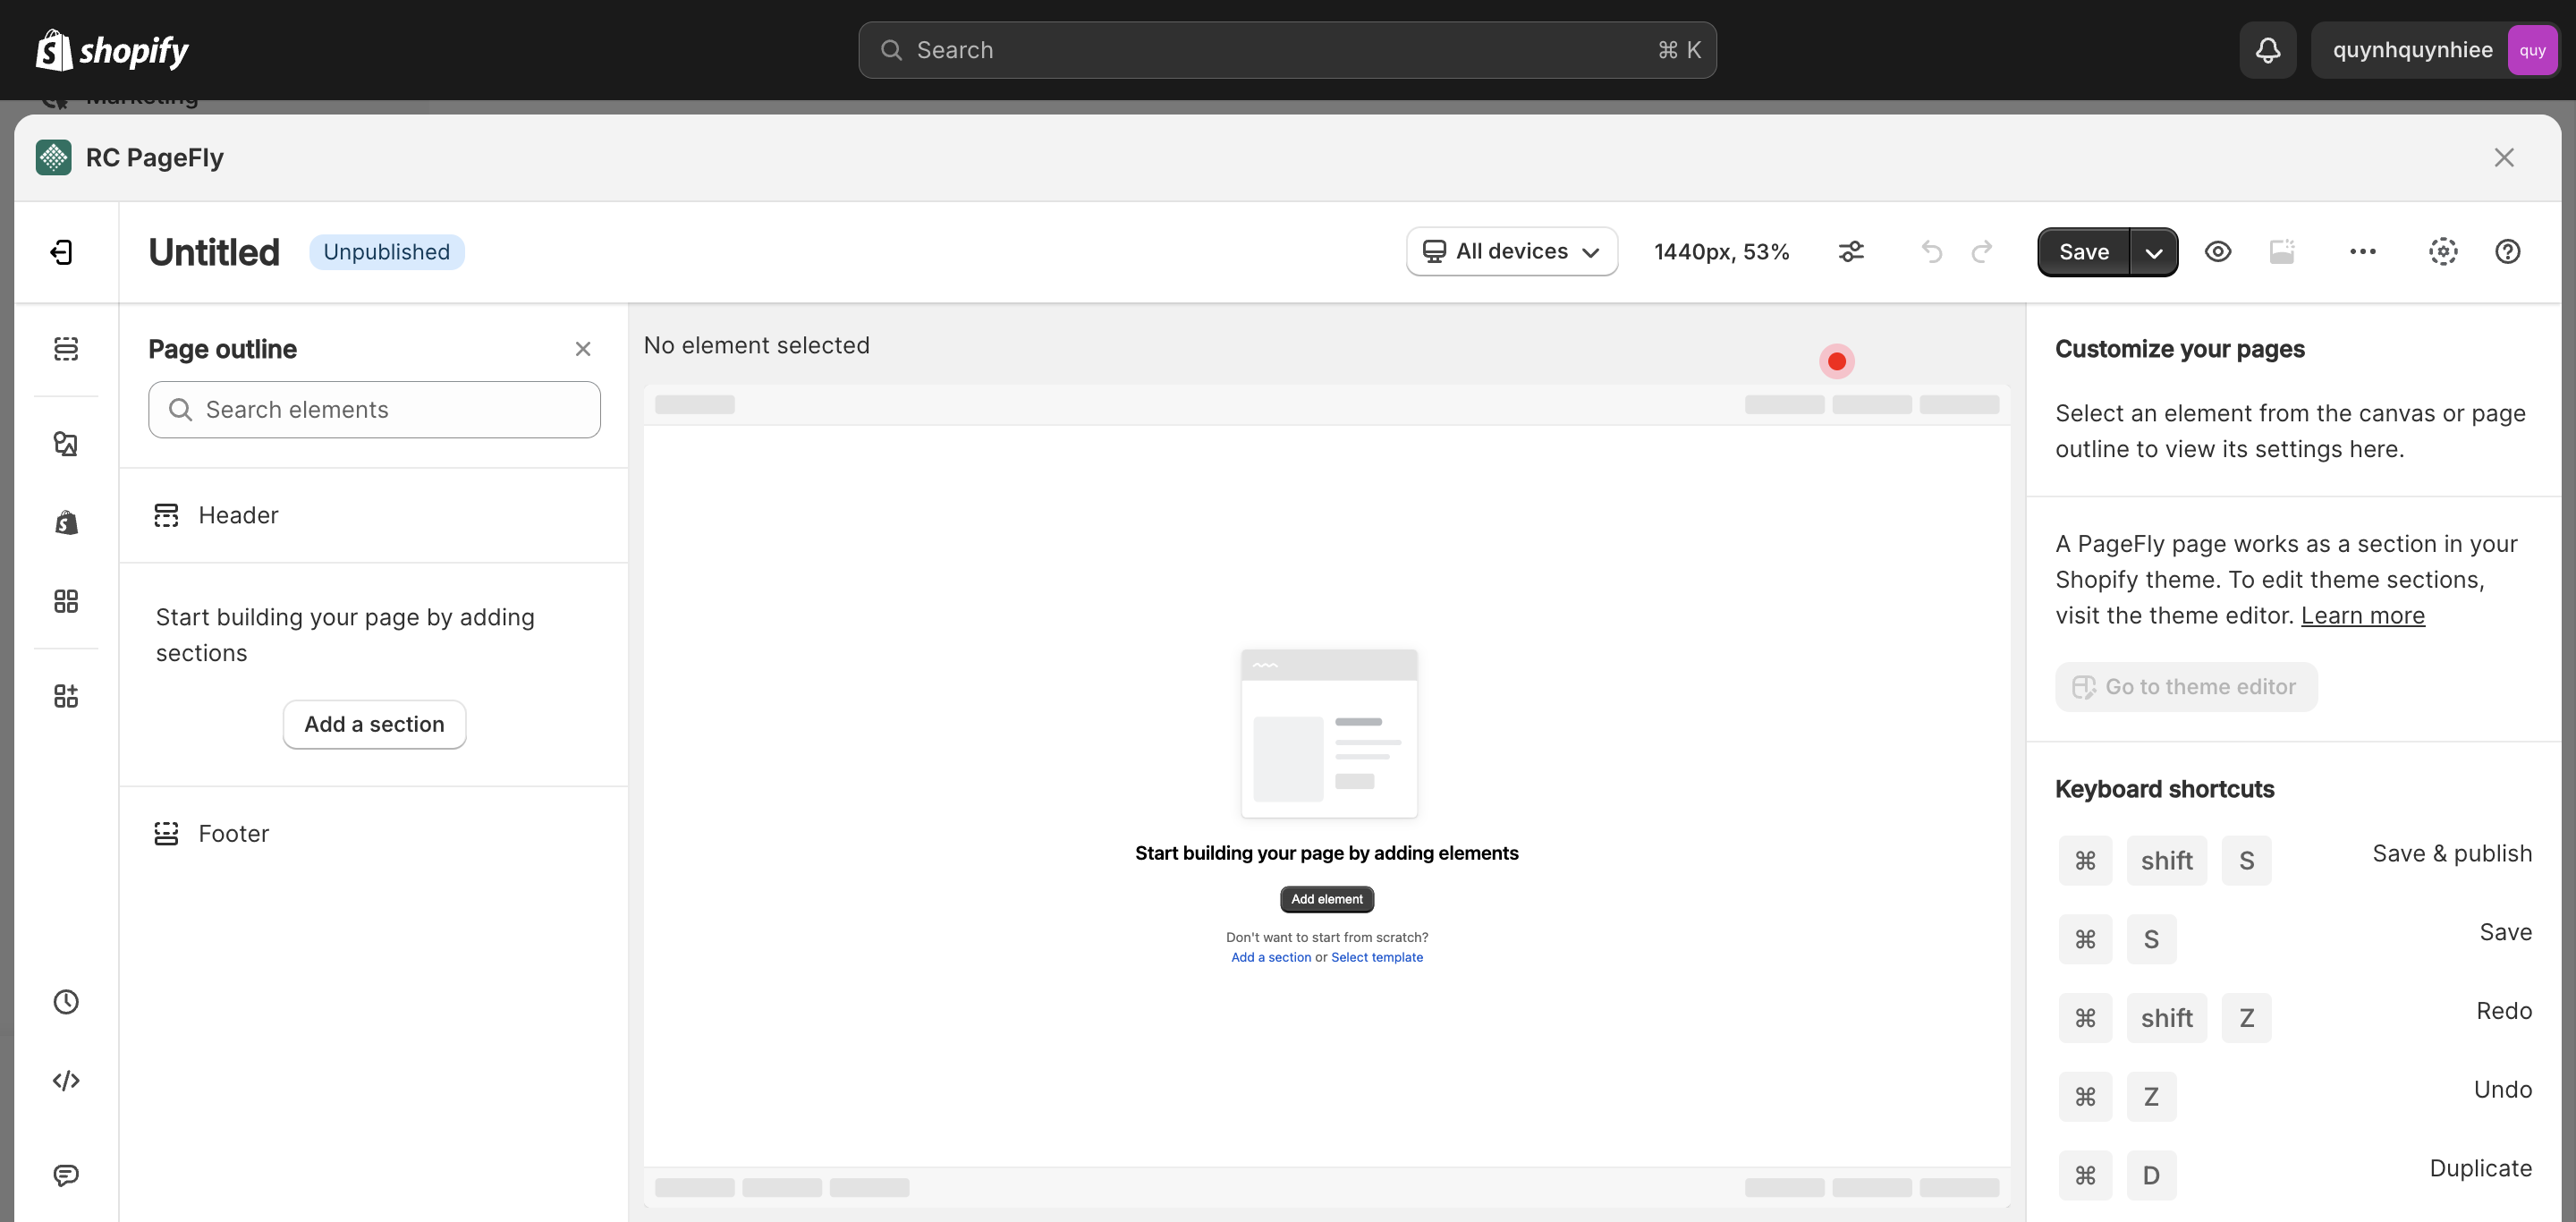 shopify
Search
⌘ K
quynhquynhiee
quy
Marketing
RC PageFly
Untitled
Unpublished
All devices
1440px, 53%
Save
Page outline
Search elements
Header
Start building your page by adding
sections
Add a section
Footer
No element selected
Start building your page by adding elements
Add element
Don't want to start from scratch?
Add a section or Select template
Customize your pages
Select an element from the canvas or page
outline to view its settings here.
A PageFly page works as a section in your
Shopify theme. To edit theme sections,
visit the theme editor. Learn more
Go to theme editor
Keyboard shortcuts
⌘ shift S Save & publish
⌘ S Save
⌘ shift Z Redo
⌘ Z Undo
⌘ D Duplicate